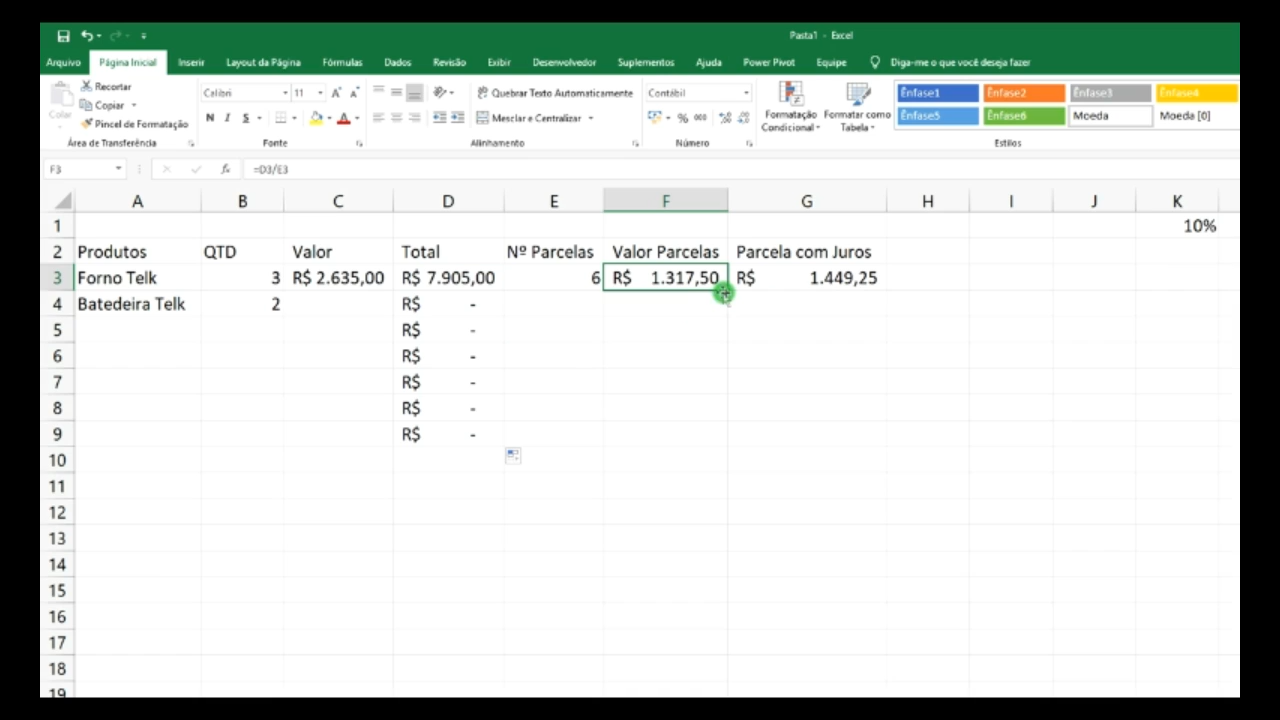 Pasta1 - Excel
Arquivo Página Inicial Inserir Layout da Página Fórmulas Dados Revisão Exibir Desenvolvedor Suplementos Ajuda Power Pivot Equipe Diga-me o que você deseja fazer
Colar
Recortar
Copiar
Pincel de Formatação
Área de Transferência
Calibri 11
N I S
Fonte
Quebrar Texto Automaticamente
Mesclar e Centralizar
Alinhamento
Contábil
% 000
Número
Formatação Condicional
Formatar como Tabela
Ênfase1 Ênfase2 Ênfase3 Ênfase4
Ênfase5 Ênfase6 Moeda Moeda [0]
Estilos
F3 fx =D3/E3
A B C D E F G H I J K
1 10%
2 Produtos QTD Valor Total Nº Parcelas Valor Parcelas Parcela com Juros
3 Forno Telk 3 R$ 2.635,00 R$ 7.905,00 6 R$ 1.317,50 R$ 1.449,25
4 Batedeira Telk 2 R$ -
5 R$ -
6 R$ -
7 R$ -
8 R$ -
9 R$ -
10
11
12
13
14
15
16
17
18
19